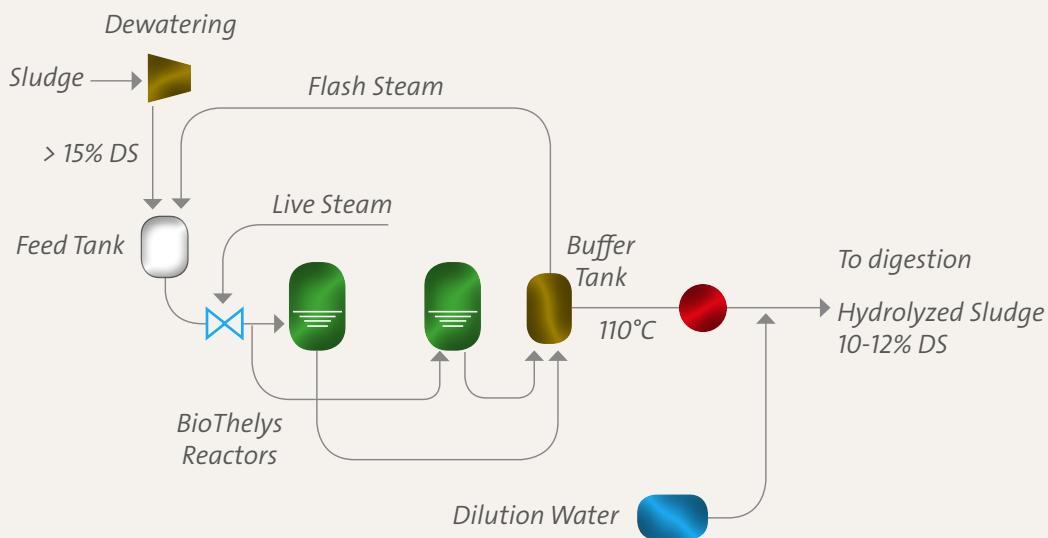 Dewatering
Sludge
Flash Steam
> 15% DS
Live Steam
Feed Tank
Buffer
Tank
To digestion
Hydrolyzed Sludge
10-12% DS
110°C
BioThelys
Reactors
Dilution Water